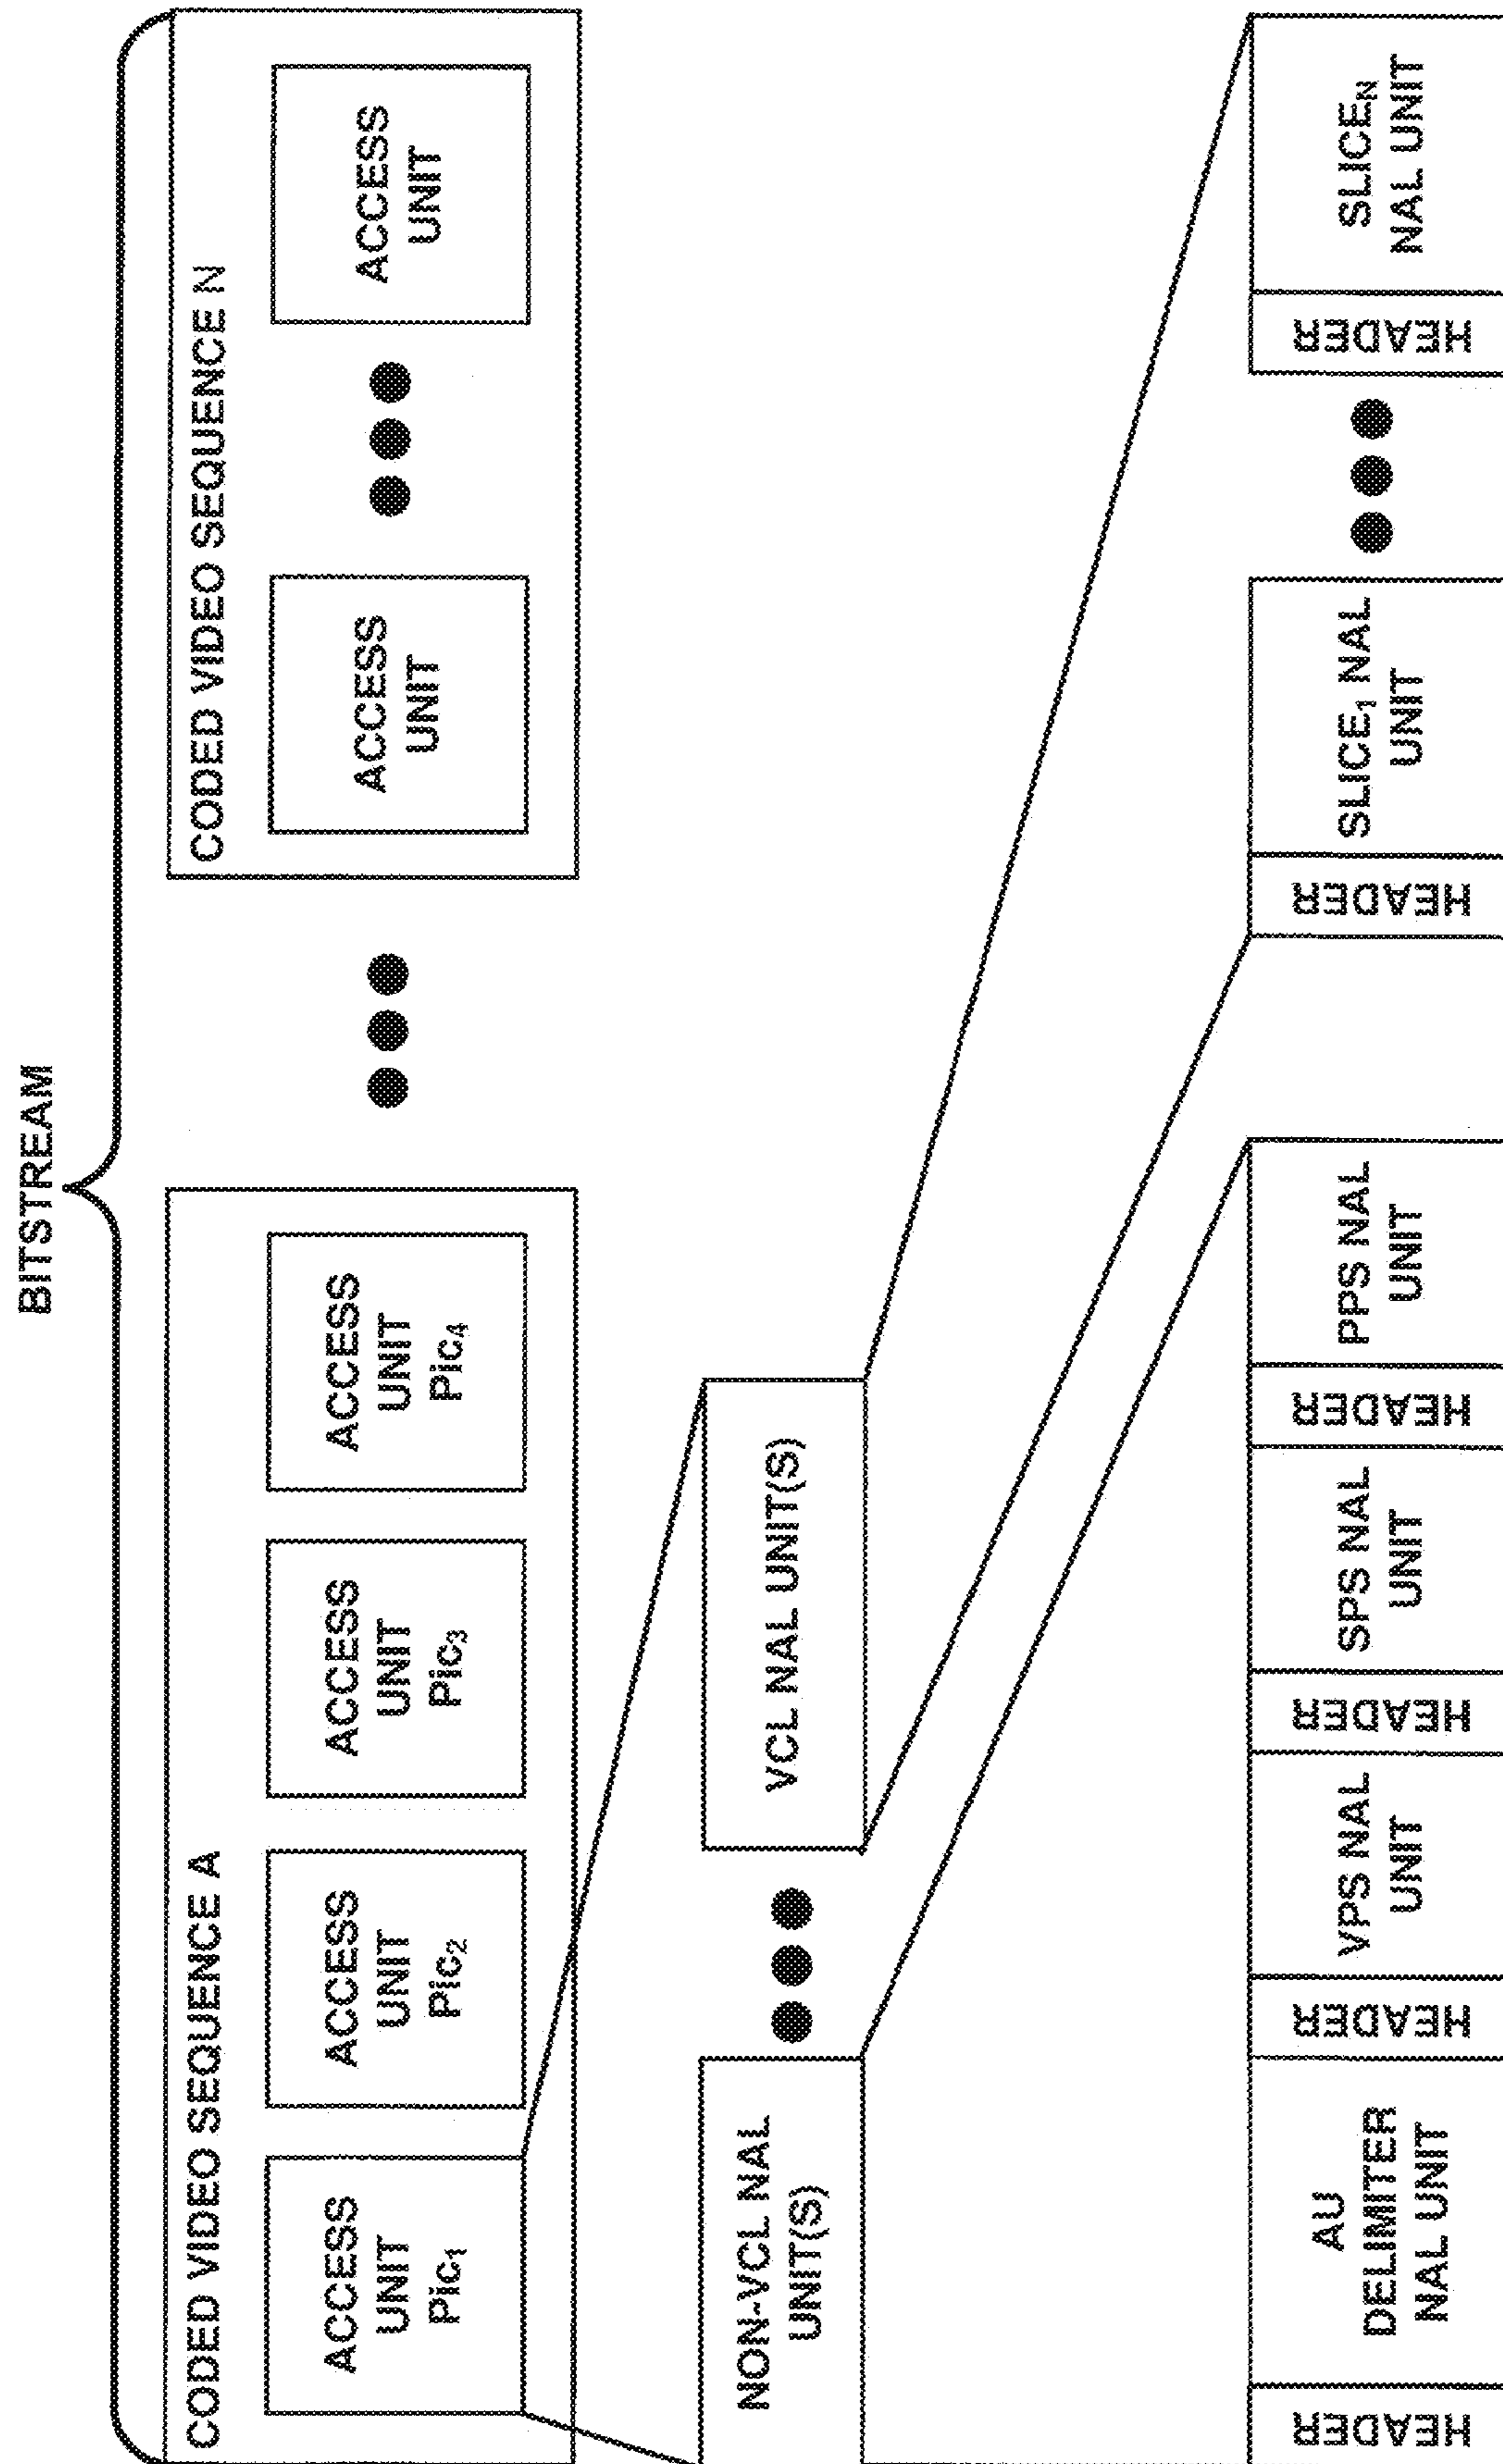 BITSTREAM
CODED VIDEO SEQUENCE A
ACCESS
UNIT
Pic₁
ACCESS
UNIT
Pic₂
ACCESS
UNIT
Pic₃
ACCESS
UNIT
Pic₄
CODED VIDEO SEQUENCE N
ACCESS
UNIT
ACCESS
UNIT
NON-VCL NAL
UNIT(S)
VCL NAL UNIT(S)
HEADER
AU
DELIMITER
NAL UNIT
HEADER
VPS NAL
UNIT
HEADER
SPS NAL
UNIT
HEADER
PPS NAL
UNIT
HEADER
SLICE₁ NAL
UNIT
HEADER
SLICE_N
NAL UNIT